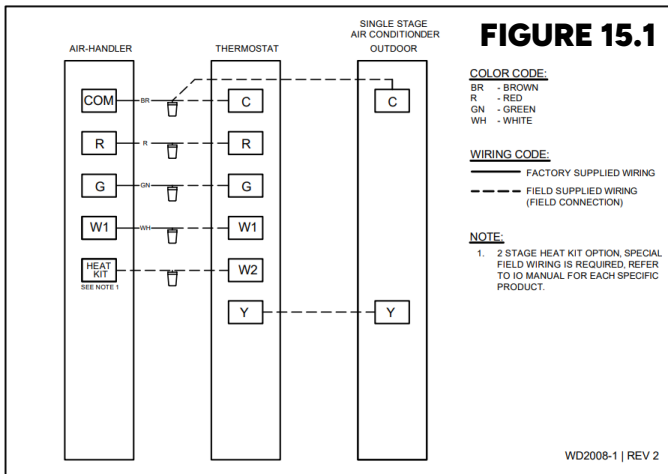 FIGURE 15.1
AIR-HANDLER
THERMOSTAT
SINGLE STAGE
AIR CONDITIONDER
OUTDOOR
COM
BR
C
C
R
R
R
G
GN
G
W1
WH
W1
HEAT
KIT
W2
SEE NOTE 1
Y
Y
COLOR CODE:
BR - BROWN
R - RED
GN - GREEN
WH - WHITE
WIRING CODE:
FACTORY SUPPLIED WIRING
FIELD SUPPLIED WIRING
(FIELD CONNECTION)
NOTE:
1. 2 STAGE HEAT KIT OPTION, SPECIAL
FIELD WIRING IS REQUIRED, REFER
TO IO MANUAL FOR EACH SPECIFIC
PRODUCT.
WD2008-1 | REV 2